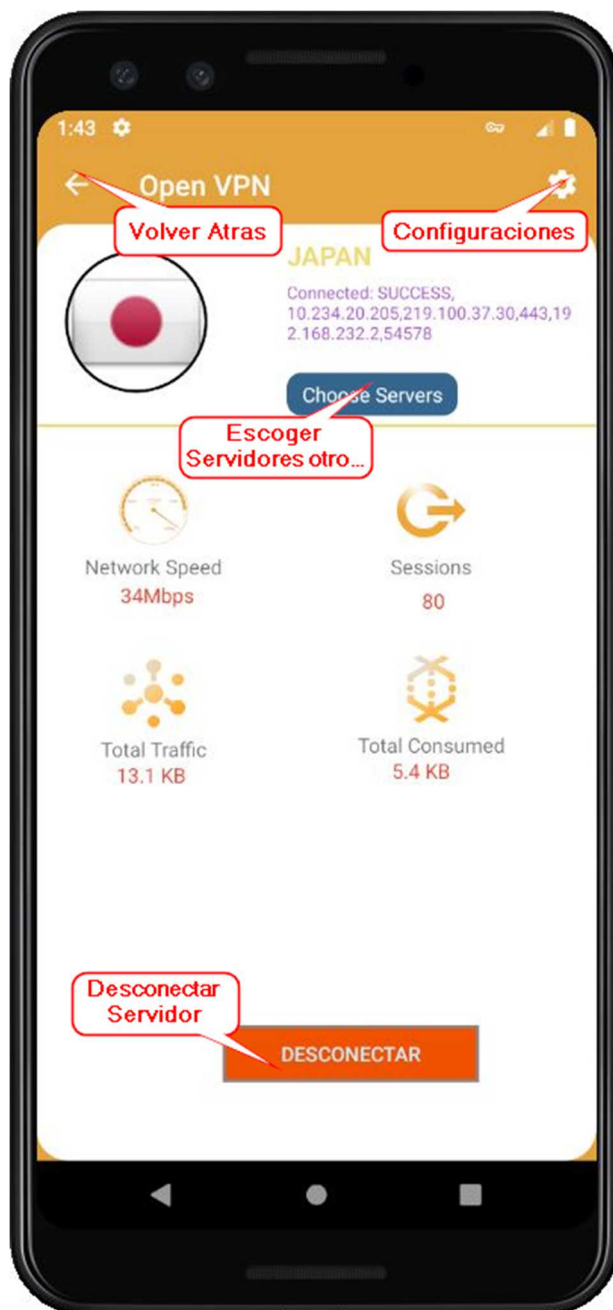 1:43
Open VPN
Volver Atras
Configuraciones
JAPAN
Connected: SUCCESS,
10.234.20.205,219.100.37.30,443,19
2.168.232.2,54578
Choose Servers
Escoger
Servidores otro...
Network Speed
34Mbps
Sessions
80
Total Traffic
13.1 KB
Total Consumed
5.4 KB
Desconectar
Servidor
DESCONECTAR